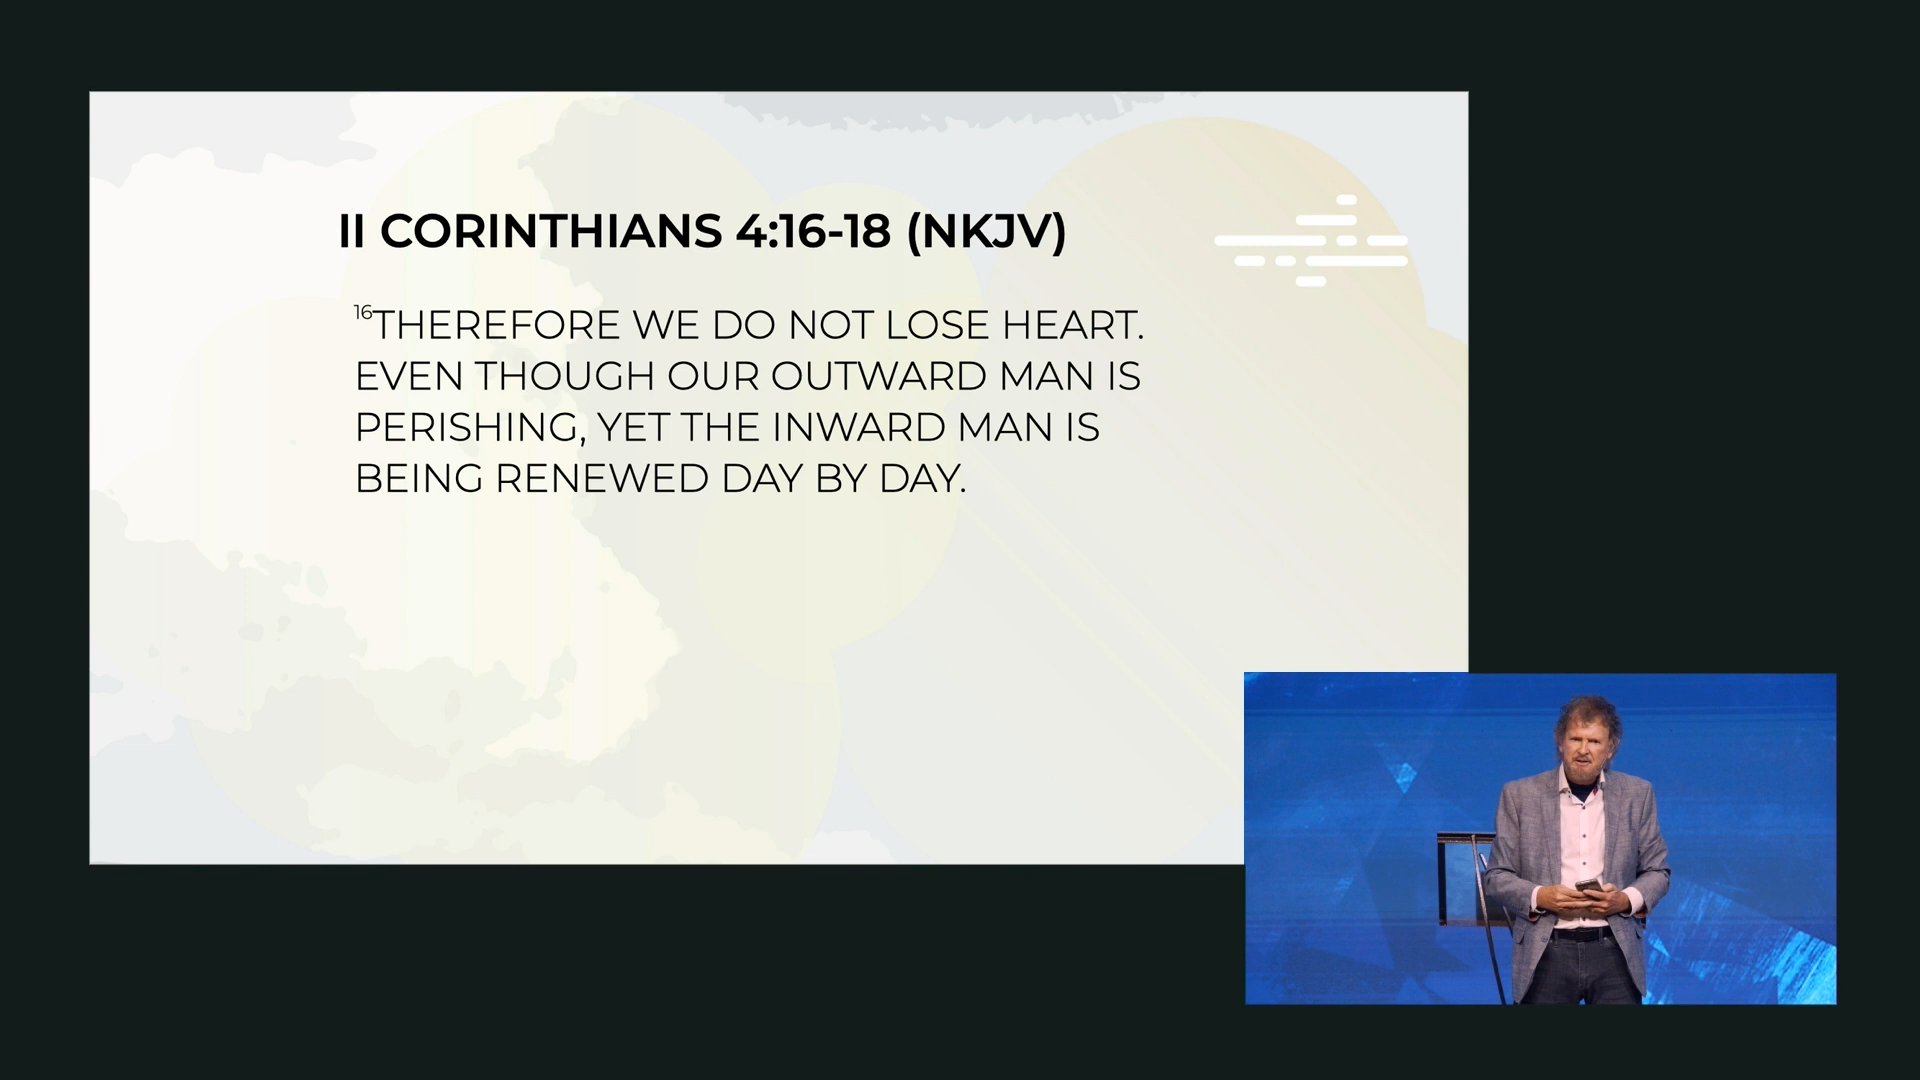 II CORINTHIANS 4:16-18 (NKJV)
16THEREFORE WE DO NOT LOSE HEART.
EVEN THOUGH OUR OUTWARD MAN IS
PERISHING, YET THE INWARD MAN IS
BEING RENEWED DAY BY DAY.